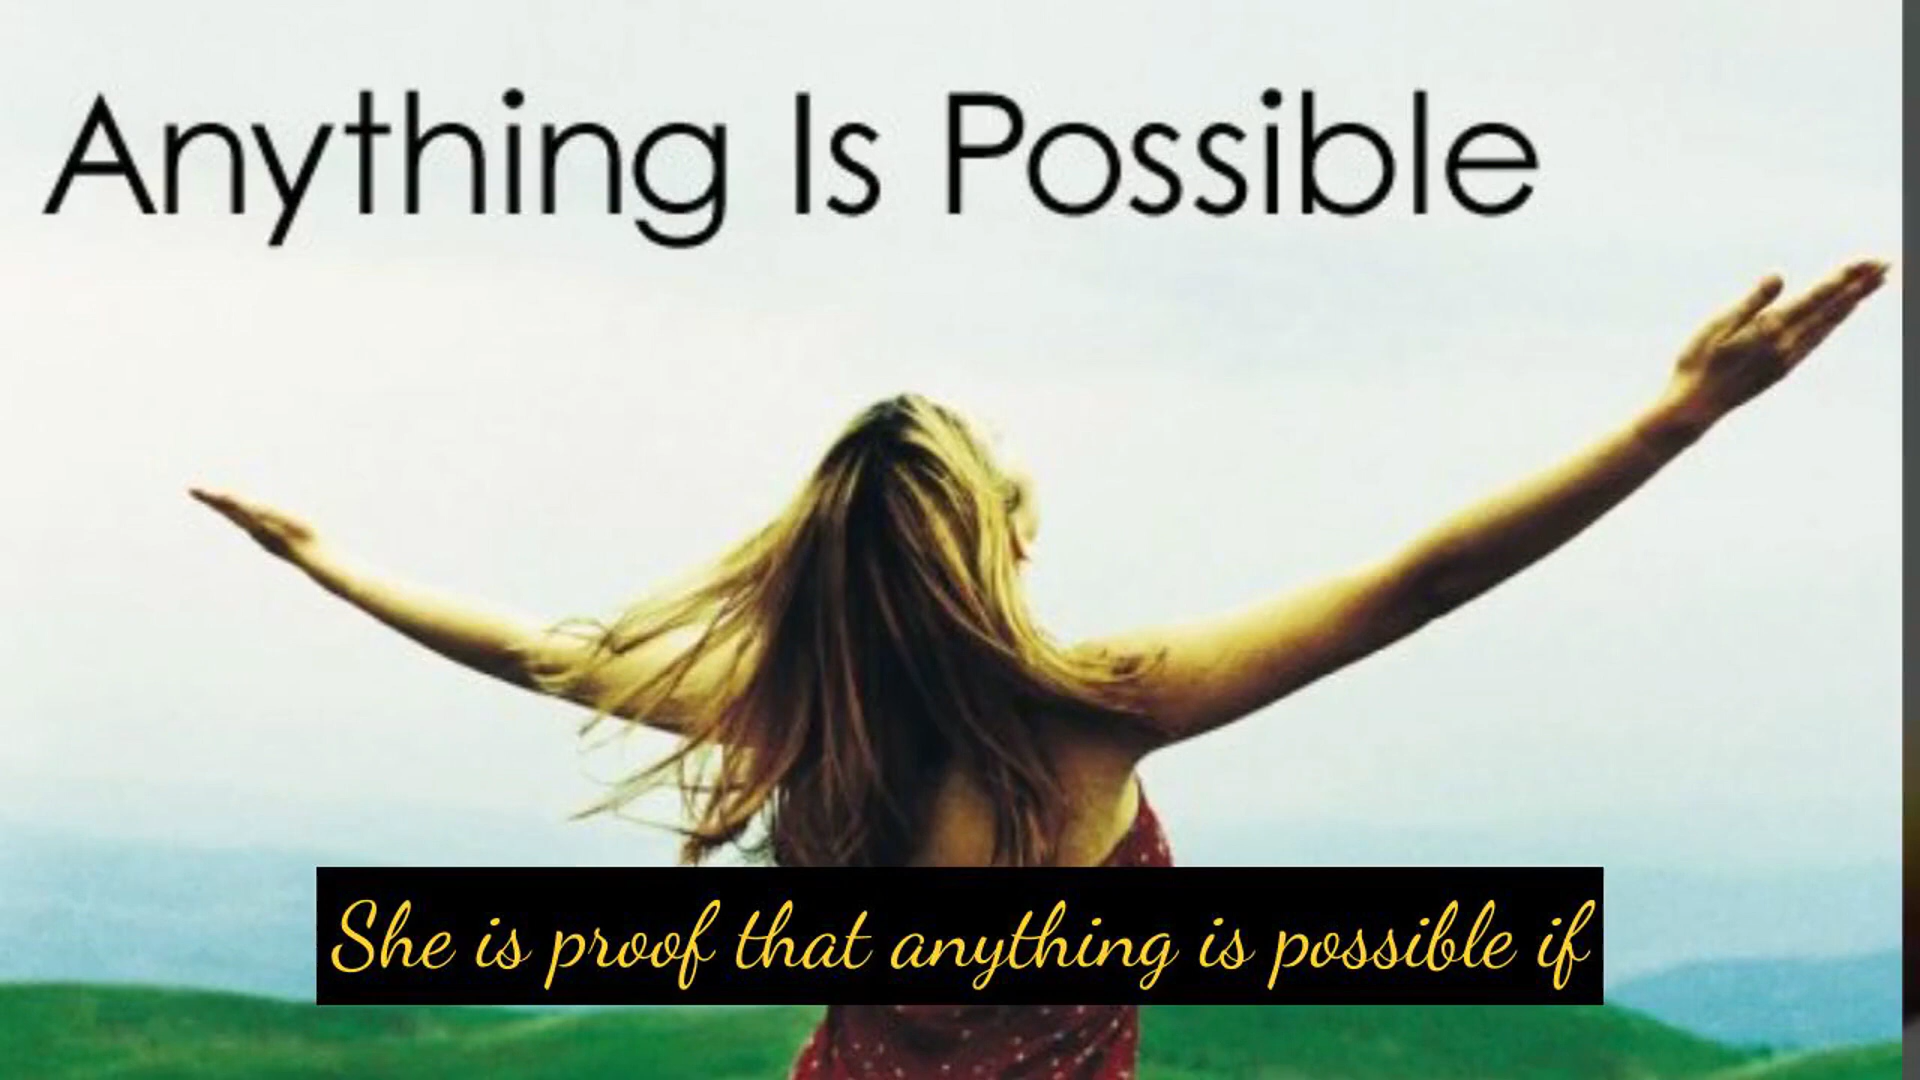 Anything Is Possible
She is proof that anything is possible if